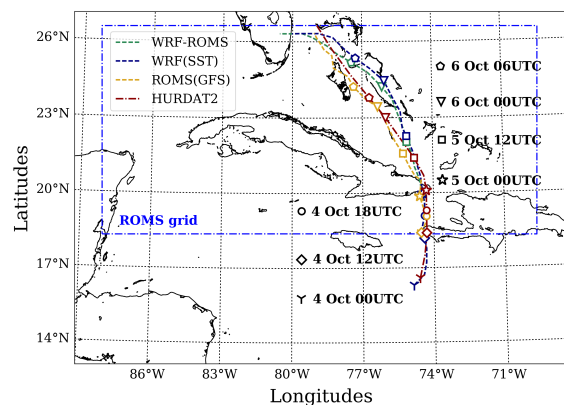 26°N
23°N
20°N
17°N
14°N
Latitudes
WRF-ROMS
WRF(SST)
ROMS(GFS)
HURDAT2
6 Oct 06UTC
6 Oct 00UTC
5 Oct 12UTC
5 Oct 00UTC
4 Oct 18UTC
ROMS grid
4 Oct 12UTC
4 Oct 00UTC
86°W 83°W 80°W 77°W 74°W 71°W
Longitudes